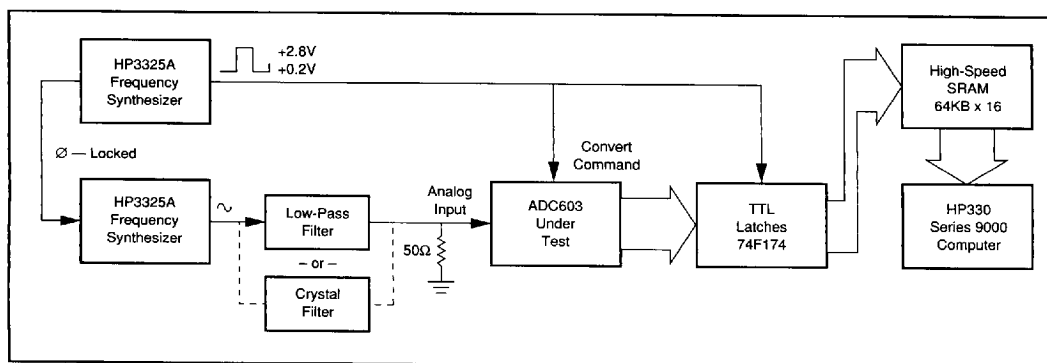 HP3325A
Frequency
Synthesizer
+2.8V
+0.2V
Ø — Locked
HP3325A
Frequency
Synthesizer
~
Low-Pass
Filter
– or –
Crystal
Filter
Analog
Input
50Ω
Convert
Command
ADC603
Under
Test
TTL
Latches
74F174
High-Speed
SRAM
64KB x 16
HP330
Series 9000
Computer